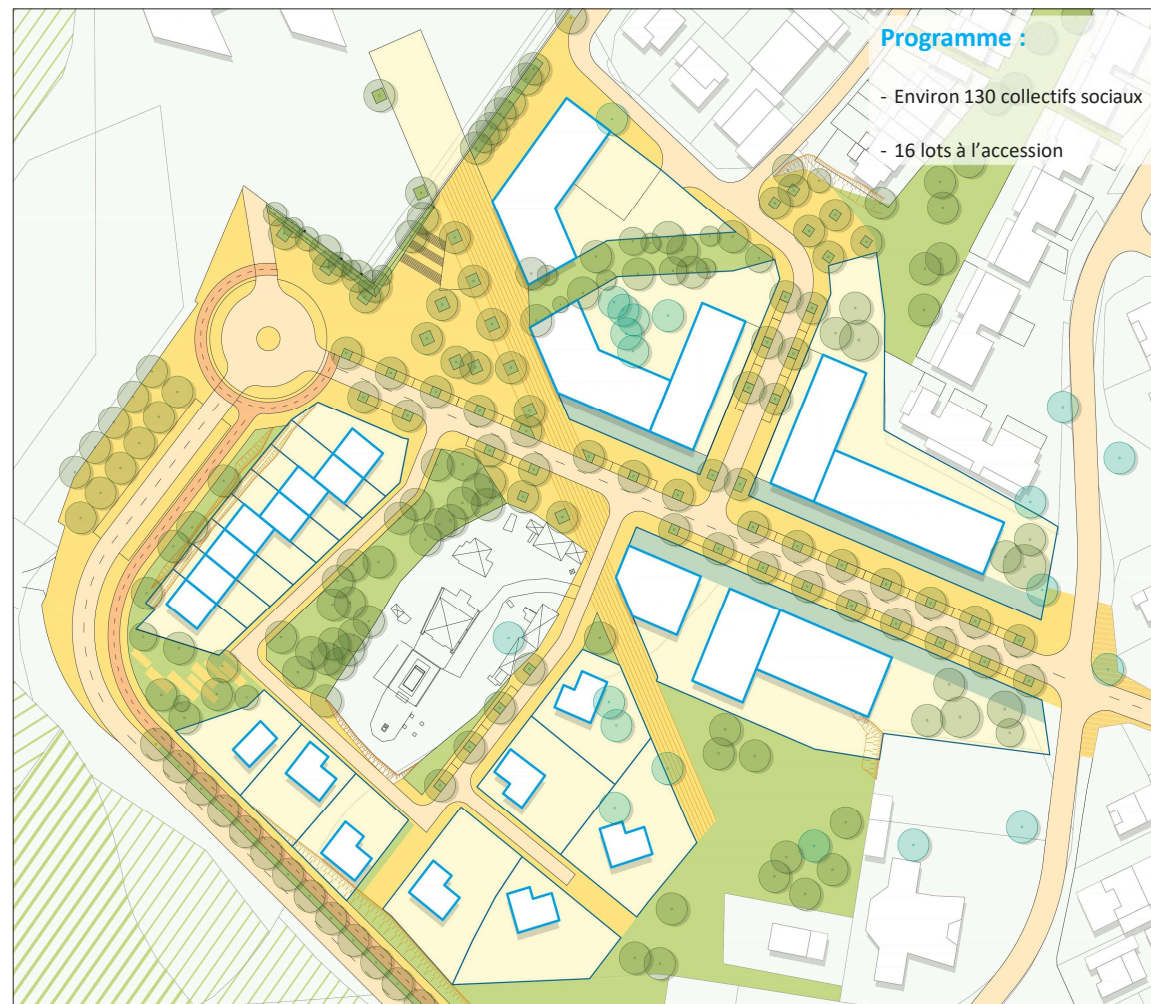 Programme :
- Environ 130 collectifs sociaux
- 16 lots à l’accession